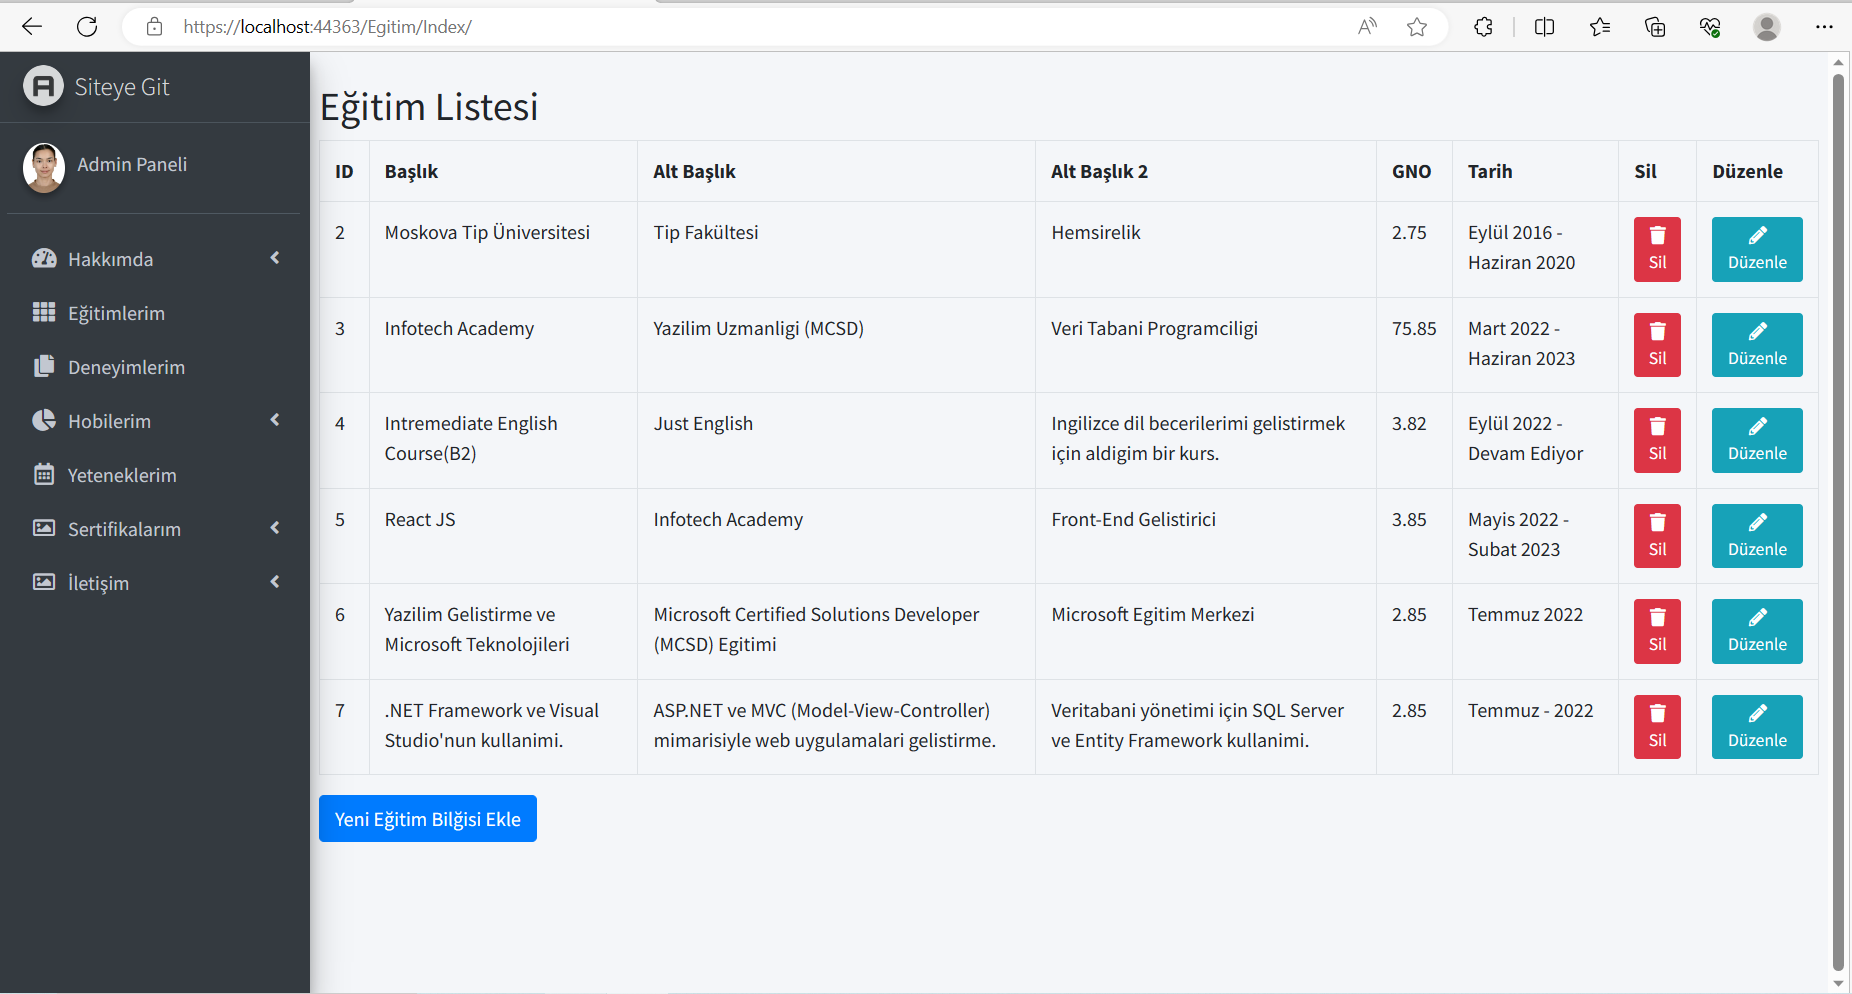 https://localhost:44363/Egitim/Index/
Siteye Git
Admin Paneli
Hakkımda
Eğitimlerim
Deneyimlerim
Hobilerim
Yeteneklerim
Sertifikalarım
İletişim
Eğitim Listesi
ID Başlık Alt Başlık Alt Başlık 2 GNO Tarih Sil Düzenle
2 Moskova Tip Üniversitesi Tip Fakültesi Hemsirelik 2.75 Eylül 2016 -
Haziran 2020
Sil Düzenle
3 Infotech Academy Yazilim Uzmanligi (MCSD) Veri Tabani Programciligi 75.85 Mart 2022 -
Haziran 2023
Sil Düzenle
4 Intremediate English Just English Ingilizce dil becerilerimi gelistirmek 3.82 Eylül 2022 -
Course(B2) için aldigim bir kurs. Devam Ediyor
Sil Düzenle
5 React JS Infotech Academy Front-End Gelistirici 3.85 Mayis 2022 -
Subat 2023
Sil Düzenle
6 Yazilim Gelistirme ve Microsoft Certified Solutions Developer Microsoft Egitim Merkezi 2.85 Temmuz 2022
Microsoft Teknolojileri (MCSD) Egitimi
Sil Düzenle
7 .NET Framework ve Visual ASP.NET ve MVC (Model-View-Controller) Veritabani yönetimi için SQL Server 2.85 Temmuz - 2022
Studio'nun kullanimi. mimarisiyle web uygulamalari gelistirme. ve Entity Framework kullanimi.
Sil Düzenle
Yeni Eğitim Bilğisi Ekle